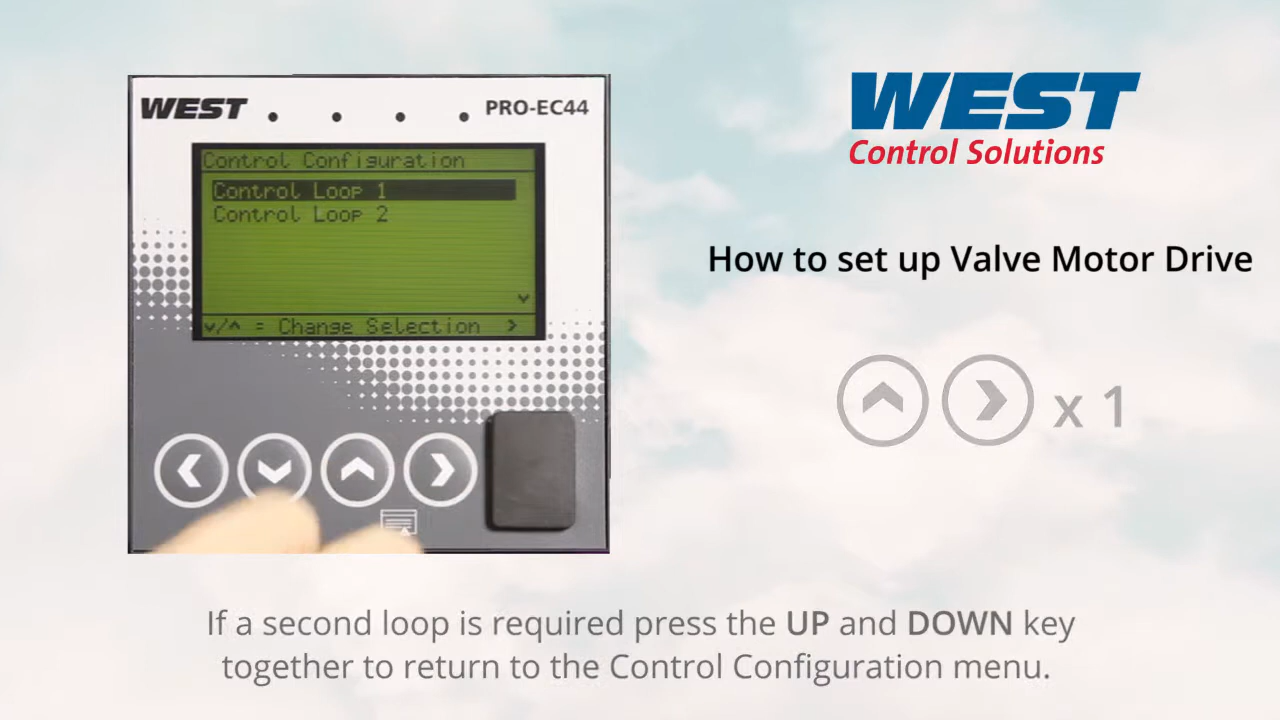 WEST
PRO-EC44
Control Configuration
Control Loop 1
Control Loop 2
v/^ = Change Selection >
WEST
Control Solutions
How to set up Valve Motor Drive
x 1
If a second loop is required press the UP and DOWN key
together to return to the Control Configuration menu.